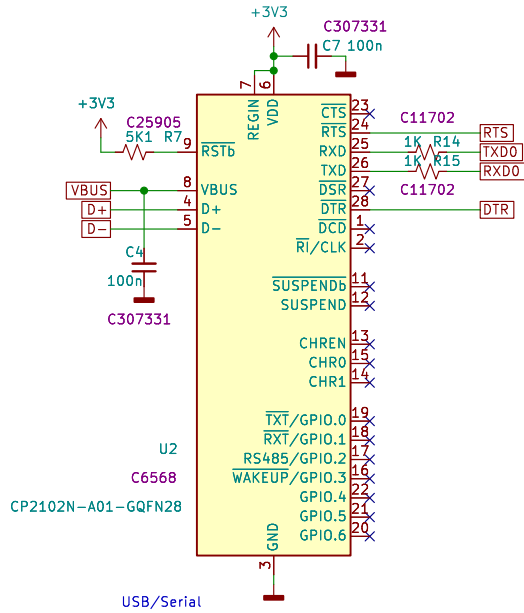 +3V3
C307331
C7 100n
7
6
REGIN
VDD
+3V3
C25905
5K1 R7
9 RSTb
VBUS 8 VBUS
D+ 4 D+
D- 5 D-
C4
100n
C307331
CTS 23
RTS 24 RTS
C11702
RXD 25 1K R14 TXD0
TXD 26 1K R15 RXD0
C11702
DSR 27
DTR 28 DTR
DCD 1
RI/CLK 2
SUSPENDb 11
SUSPEND 12
CHREN 13
CHR0 15
CHR1 14
TXT/GPIO.0 19
RXT/GPIO.1 18
RS485/GPIO.2 17
WAKEUP/GPIO.3 16
GPIO.4 22
GPIO.5 21
GPIO.6 20
U2
C6568
CP2102N-A01-GQFN28
GND
3
USB/Serial